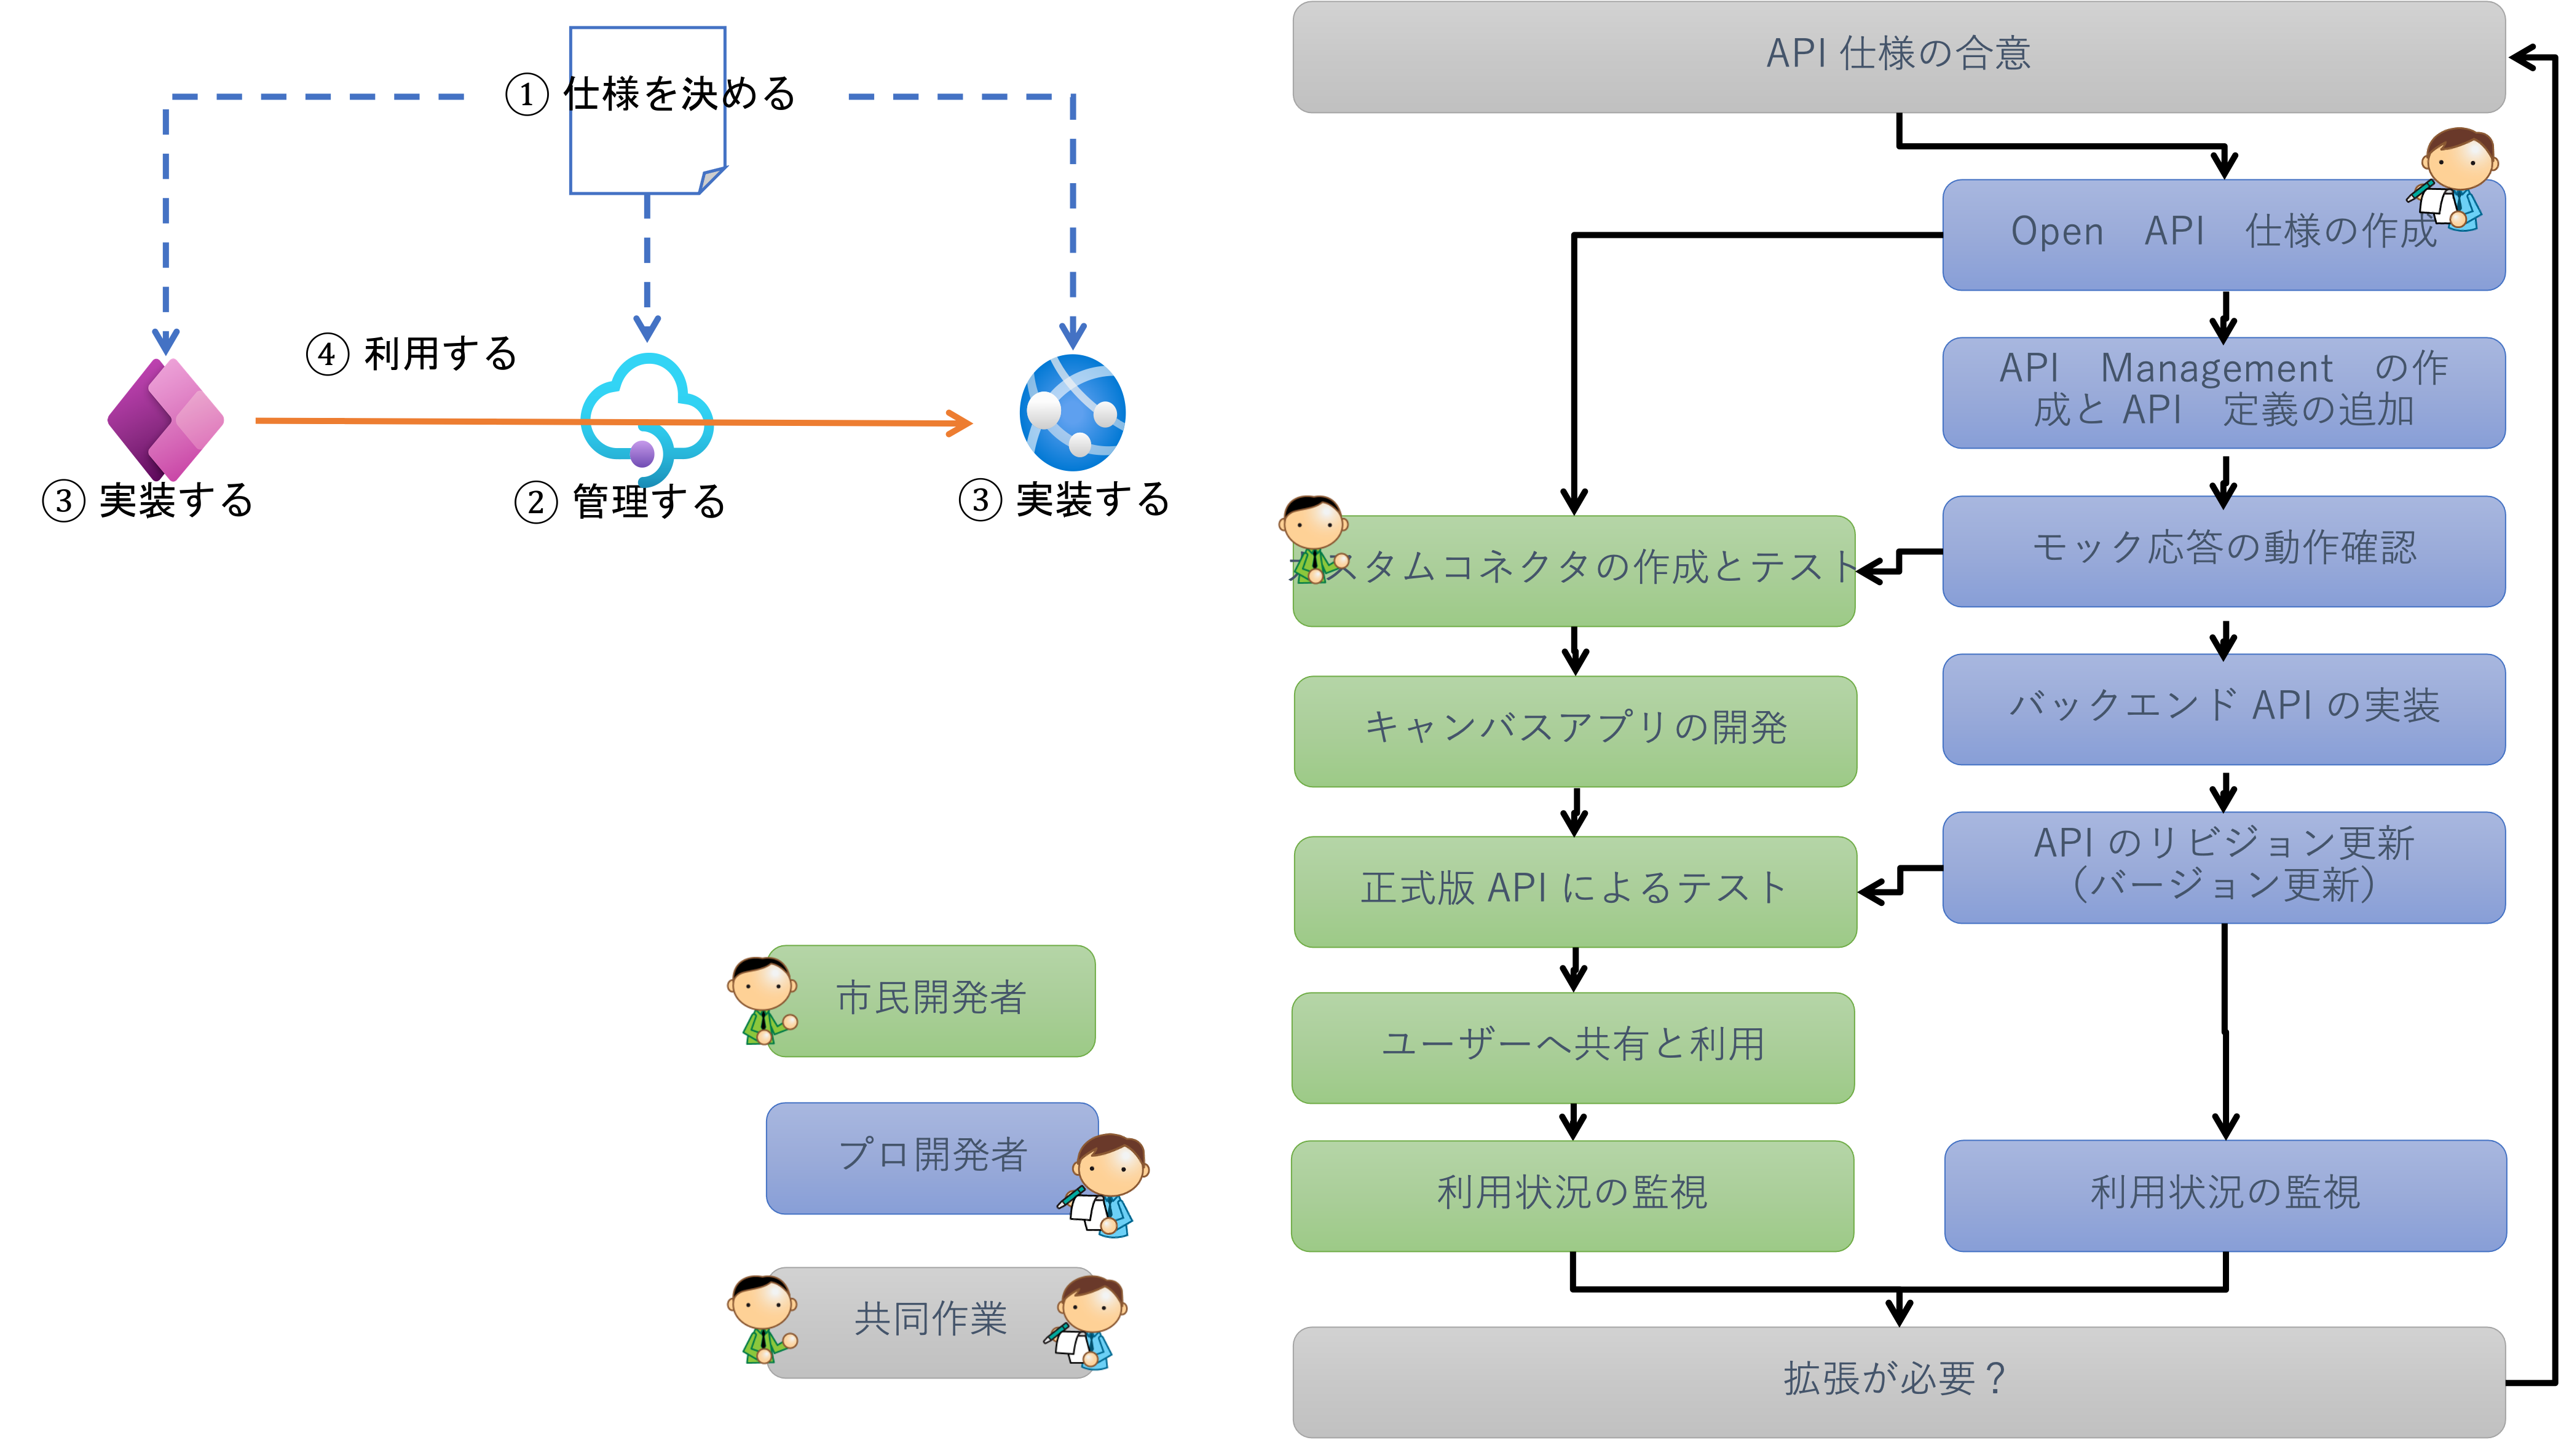 ① 仕様を決める
④ 利用する
③ 実装する
② 管理する
③ 実装する
市民開発者
プロ開発者
共同作業
API 仕様の合意
Open　API　仕様の作成
API　Management　の作
成と API　定義の追加
モック応答の動作確認
バックエンド API の実装
API のリビジョン更新
（バージョン更新）
利用状況の監視
カスタムコネクタの作成とテスト
キャンバスアプリの開発
正式版 API によるテスト
ユーザーへ共有と利用
利用状況の監視
拡張が必要？